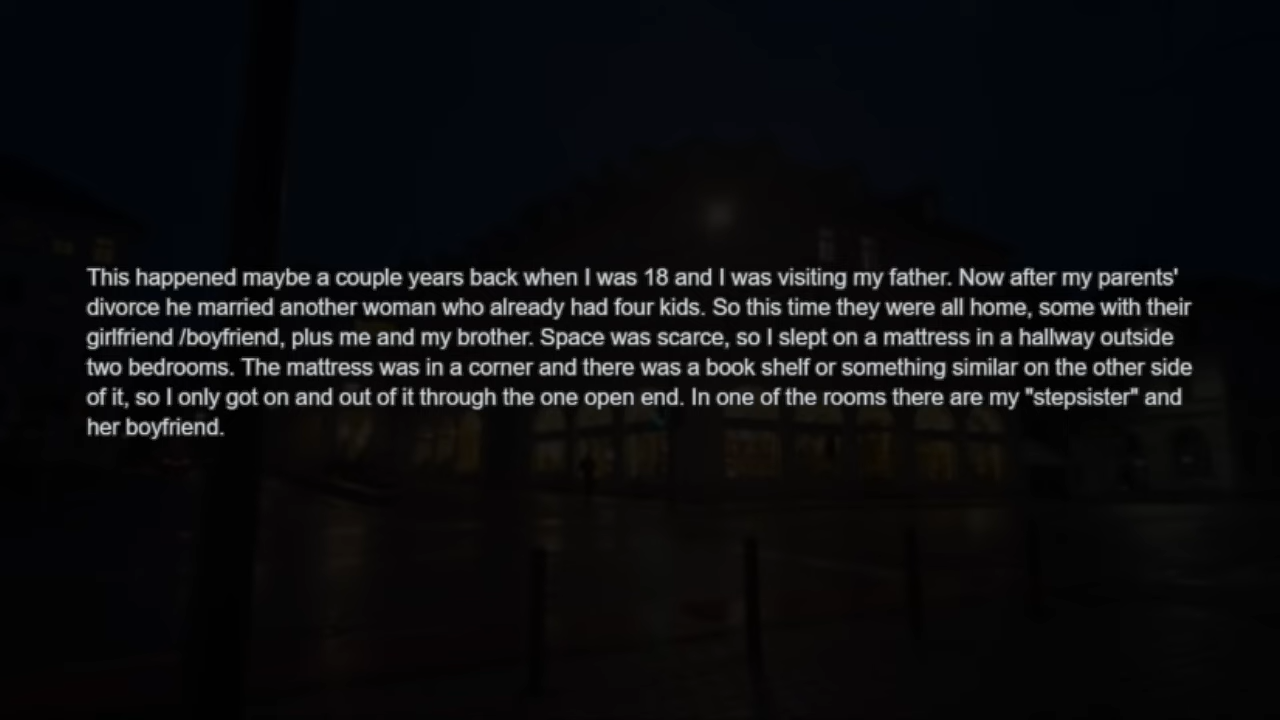 This happened maybe a couple years back when I was 18 and I was visiting my father. Now after my parents'
divorce he married another woman who already had four kids. So this time they were all home, some with their
girlfriend /boyfriend, plus me and my brother. Space was scarce, so I slept on a mattress in a hallway outside
two bedrooms. The mattress was in a corner and there was a book shelf or something similar on the other side
of it, so I only got on and out of it through the one open end. In one of the rooms there are my "stepsister" and
her boyfriend.